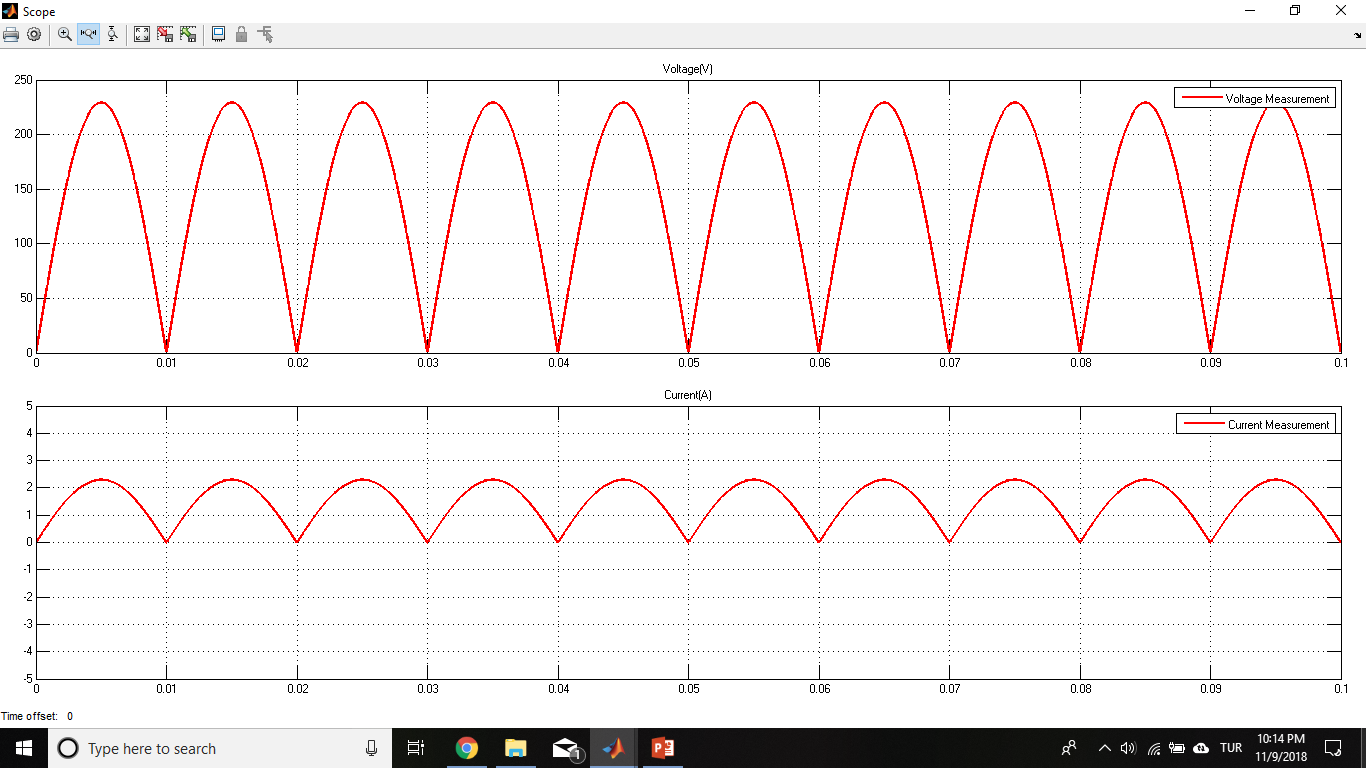 Scope
Voltage(V)
Voltage Measurement
250
200
150
100
50
0
0 0.01 0.02 0.03 0.04 0.05 0.06 0.07 0.08 0.09 0.1
Current(A)
Current Measurement
5
4
3
2
1
0
-1
-2
-3
-4
-5
0 0.01 0.02 0.03 0.04 0.05 0.06 0.07 0.08 0.09 0.1
Time offset: 0
Type here to search
1
TUR
10:14 PM
11/9/2018